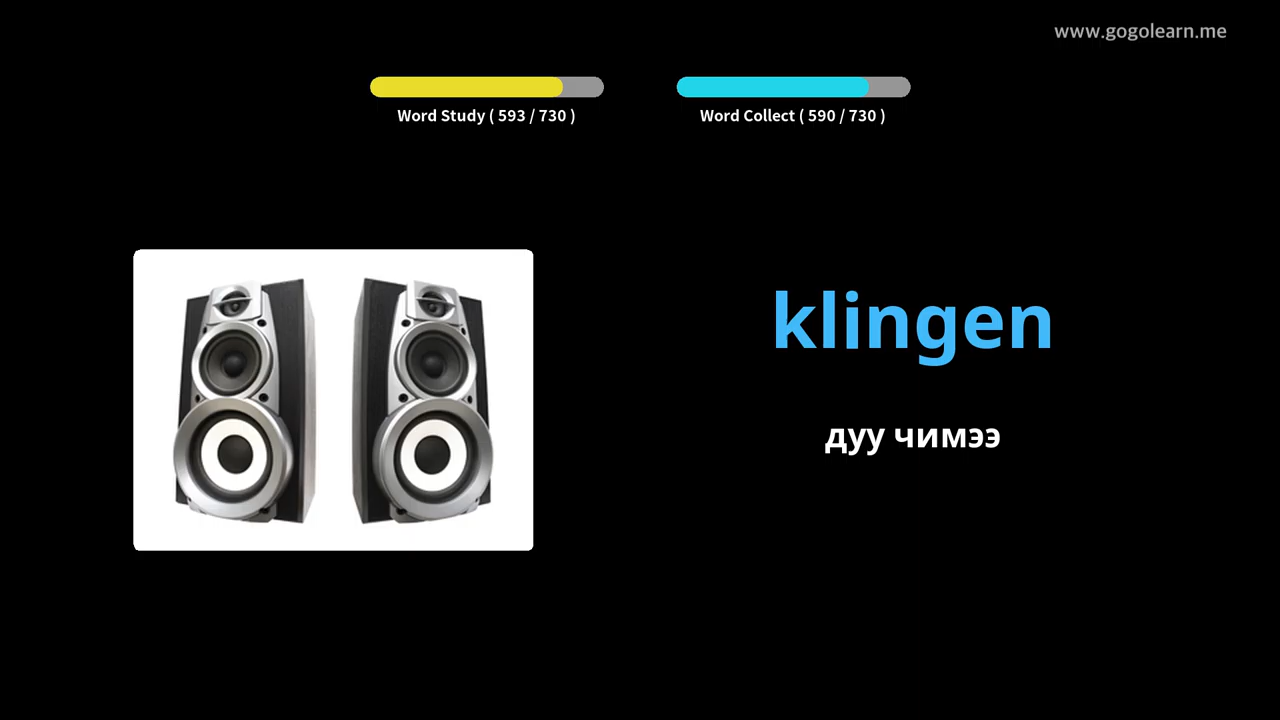 www.gogolearn.me
Word Study ( 593 / 730 )
Word Collect ( 590 / 730 )
klingen
дуу чимээ